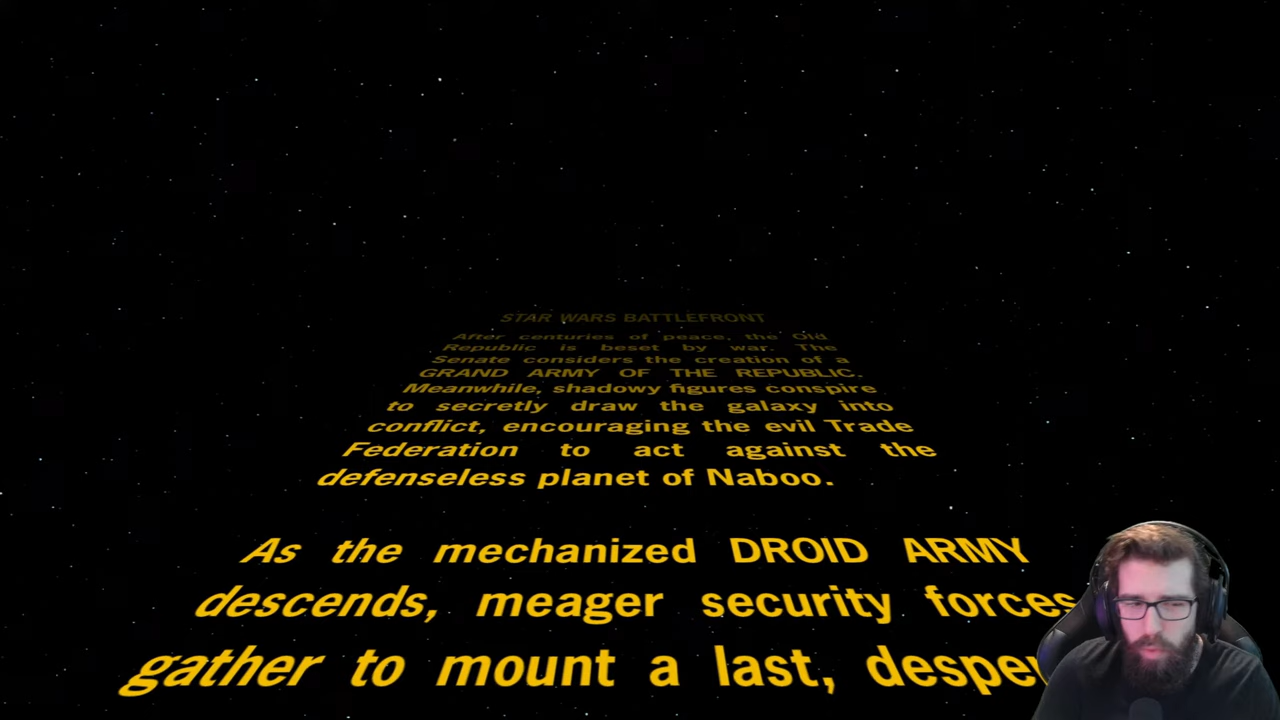 STAR WARS BATTLEFRONT
After centuries of peace, the Old
Republic is beset by war. The
Senate considers the creation of a
GRAND ARMY OF THE REPUBLIC.
Meanwhile, shadowy figures conspire
to secretly draw the galaxy into
conflict, encouraging the evil Trade
Federation to act against the
defenseless planet of Naboo.
As the mechanized DROID ARMY
descends, meager security forces
gather to mount a last,